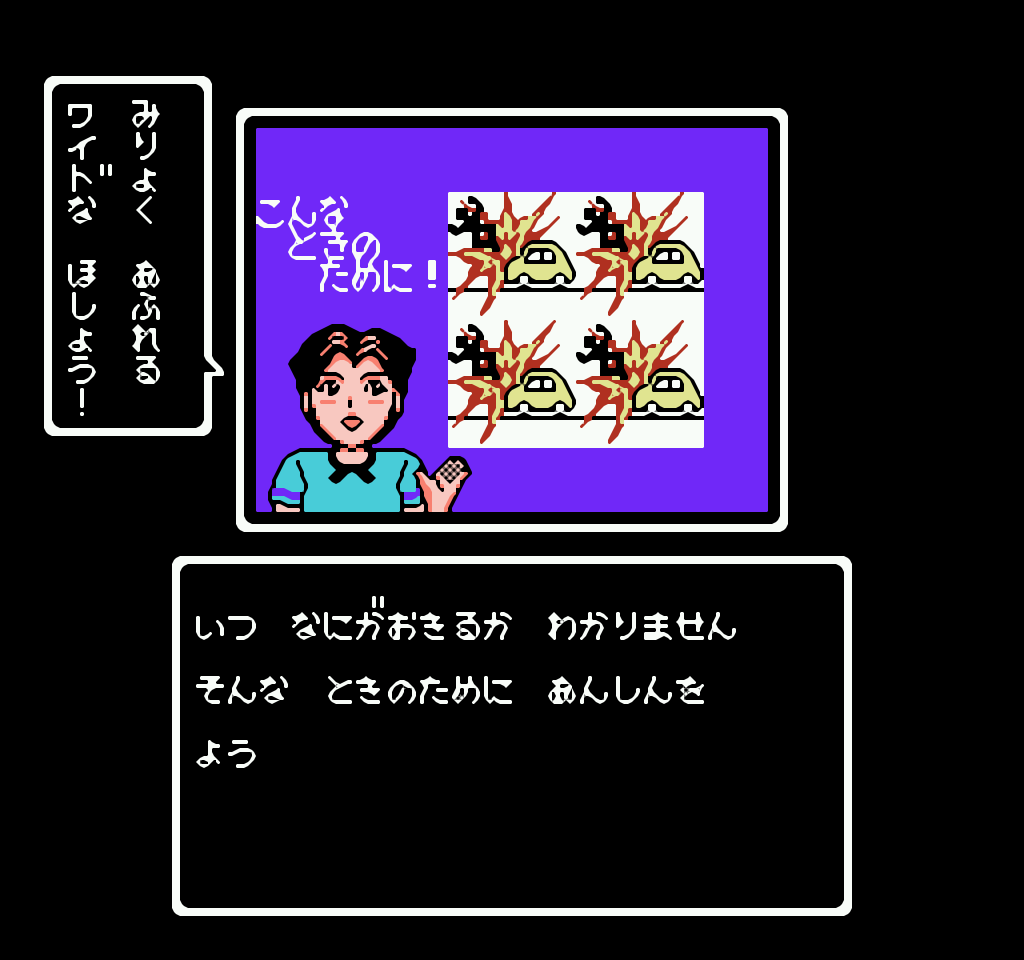 みりよく あふれる
ワイドな ほしよう!
こんな
ときの
ために!
いつ なにがおきるか わかりません
そんな ときのために あんしんを
よう